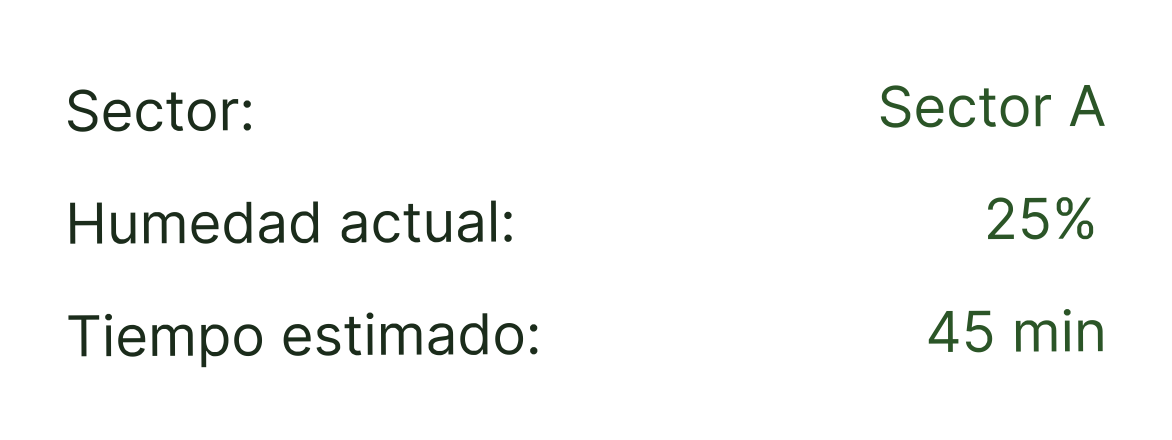 Sector: Sector A
Humedad actual: 25%
Tiempo estimado: 45 min